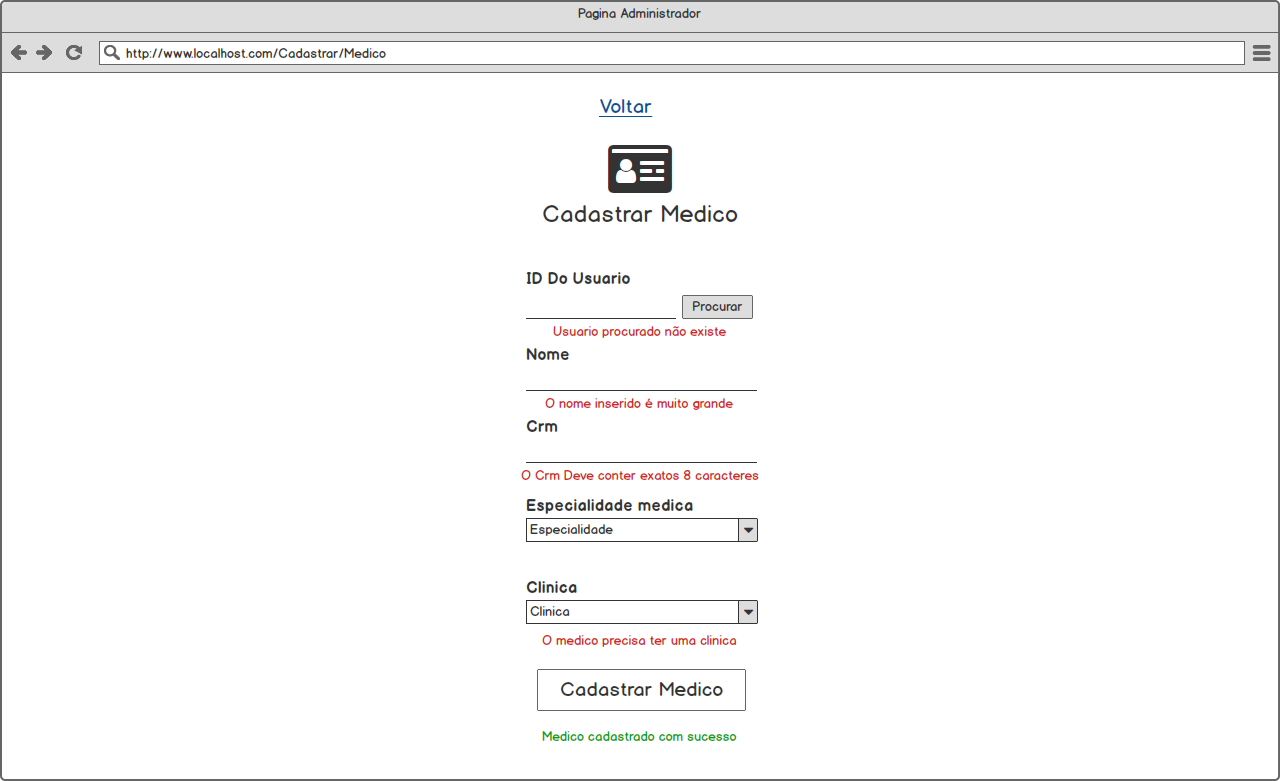 Pagina Administrador
http://www.localhost.com/Cadastrar/Medico
Voltar
Cadastrar Medico
ID Do Usuario
Procurar
Usuario procurado não existe
Nome
O nome inserido é muito grande
Crm
O Crm Deve conter exatos 8 caracteres
Especialidade medica
Especialidade
Clinica
Clinica
O medico precisa ter uma clinica
Cadastrar Medico
Medico cadastrado com sucesso